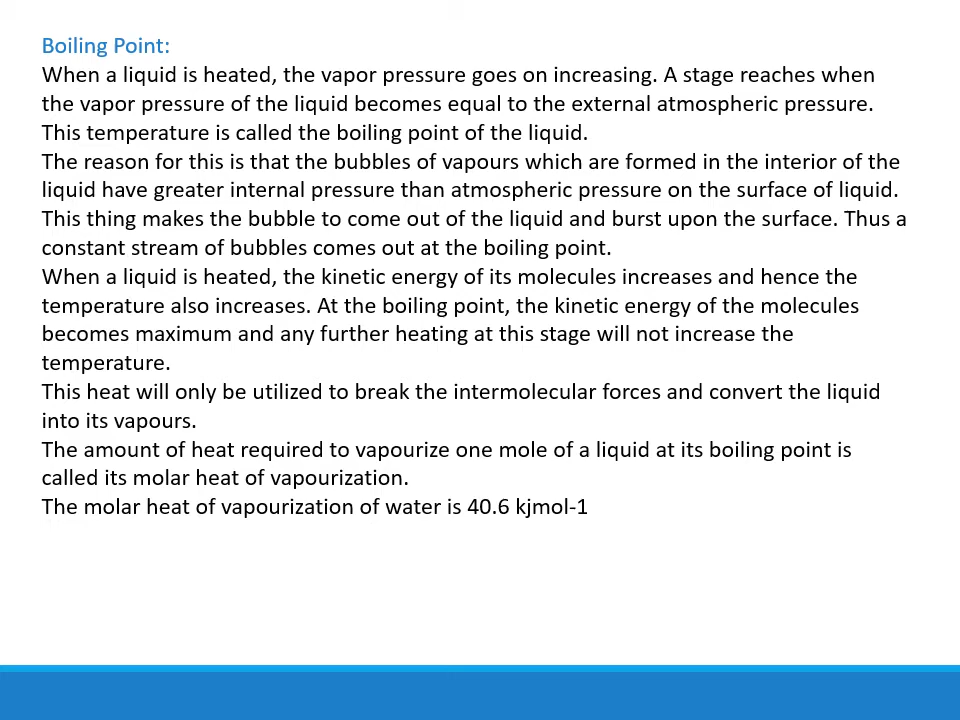 Boiling Point:
When a liquid is heated, the vapor pressure goes on increasing. A stage reaches when
the vapor pressure of the liquid becomes equal to the external atmospheric pressure.
This temperature is called the boiling point of the liquid.
The reason for this is that the bubbles of vapours which are formed in the interior of the
liquid have greater internal pressure than atmospheric pressure on the surface of liquid.
This thing makes the bubble to come out of the liquid and burst upon the surface. Thus a
constant stream of bubbles comes out at the boiling point.
When a liquid is heated, the kinetic energy of its molecules increases and hence the
temperature also increases. At the boiling point, the kinetic energy of the molecules
becomes maximum and any further heating at this stage will not increase the
temperature.
This heat will only be utilized to break the intermolecular forces and convert the liquid
into its vapours.
The amount of heat required to vapourize one mole of a liquid at its boiling point is
called its molar heat of vapourization.
The molar heat of vapourization of water is 40.6 kjmol-1